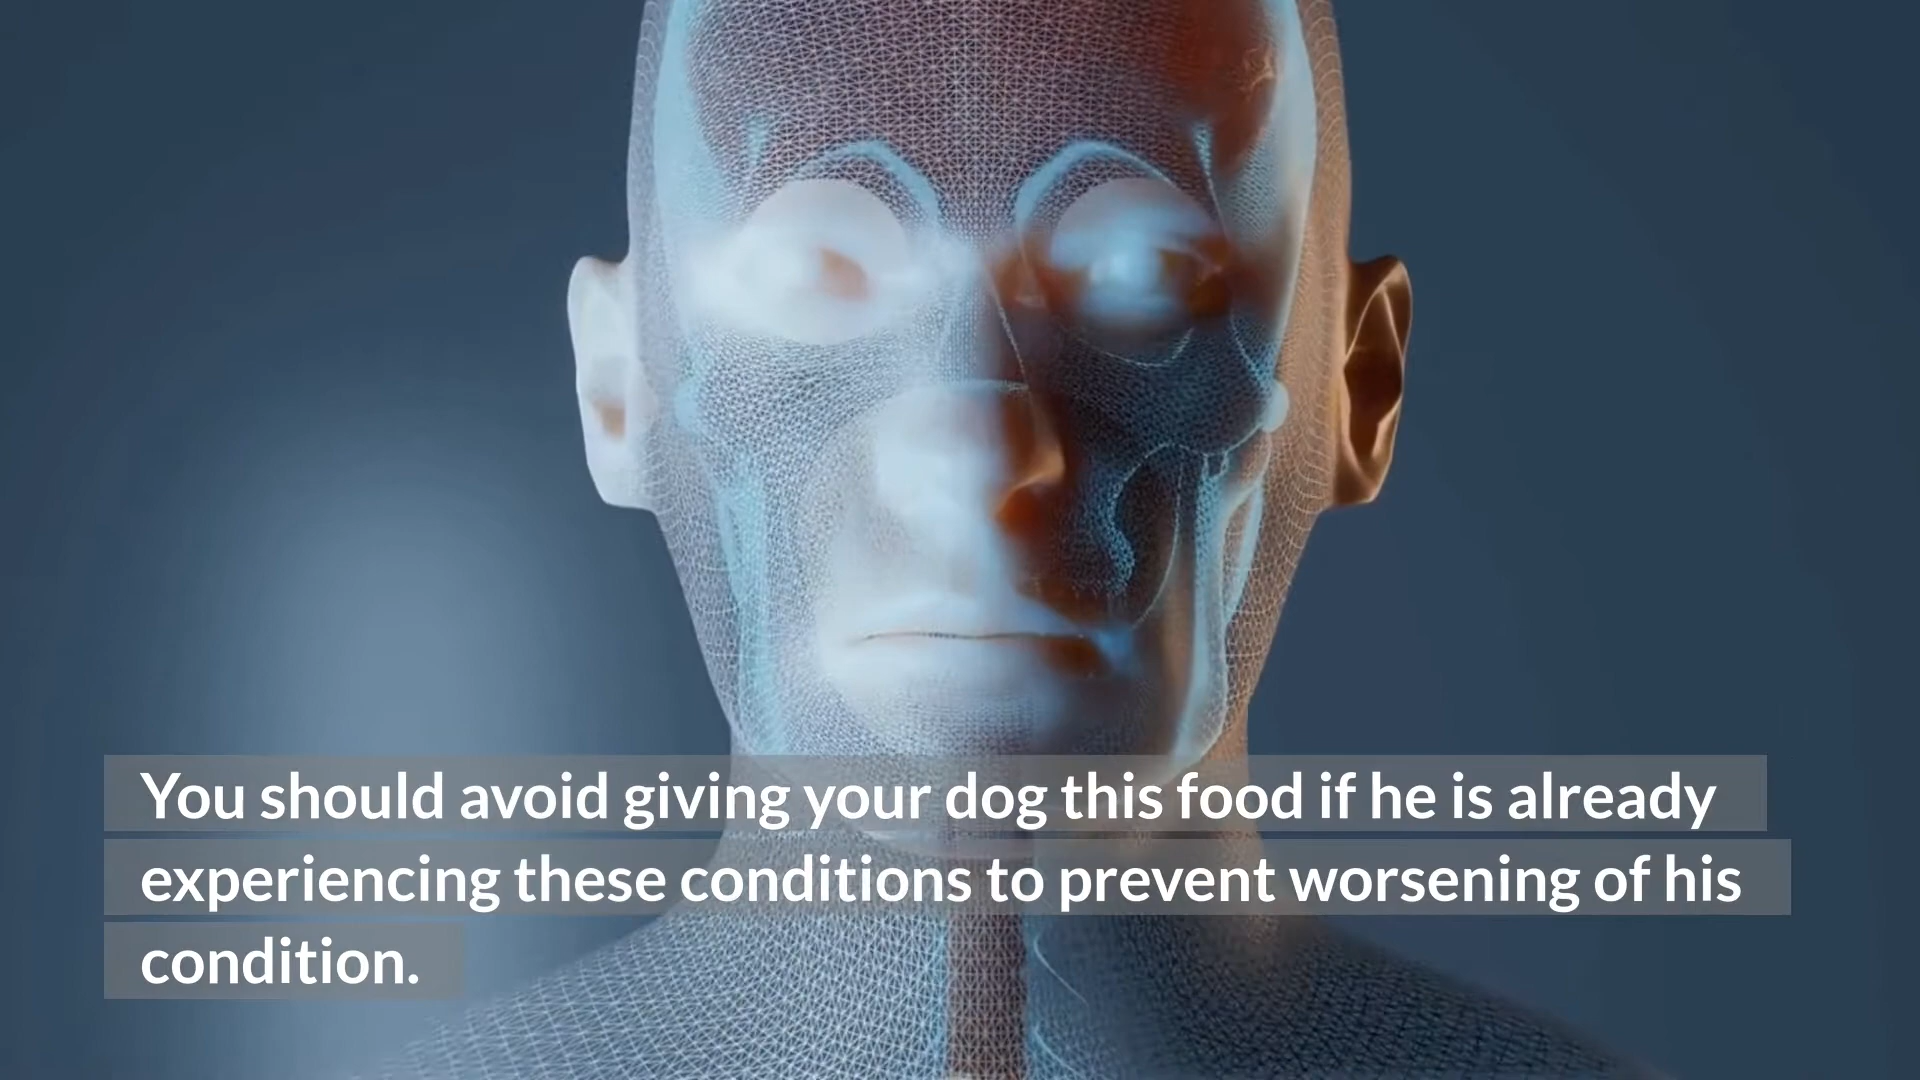 You should avoid giving your dog this food if he is already
experiencing these conditions to prevent worsening of his
condition.